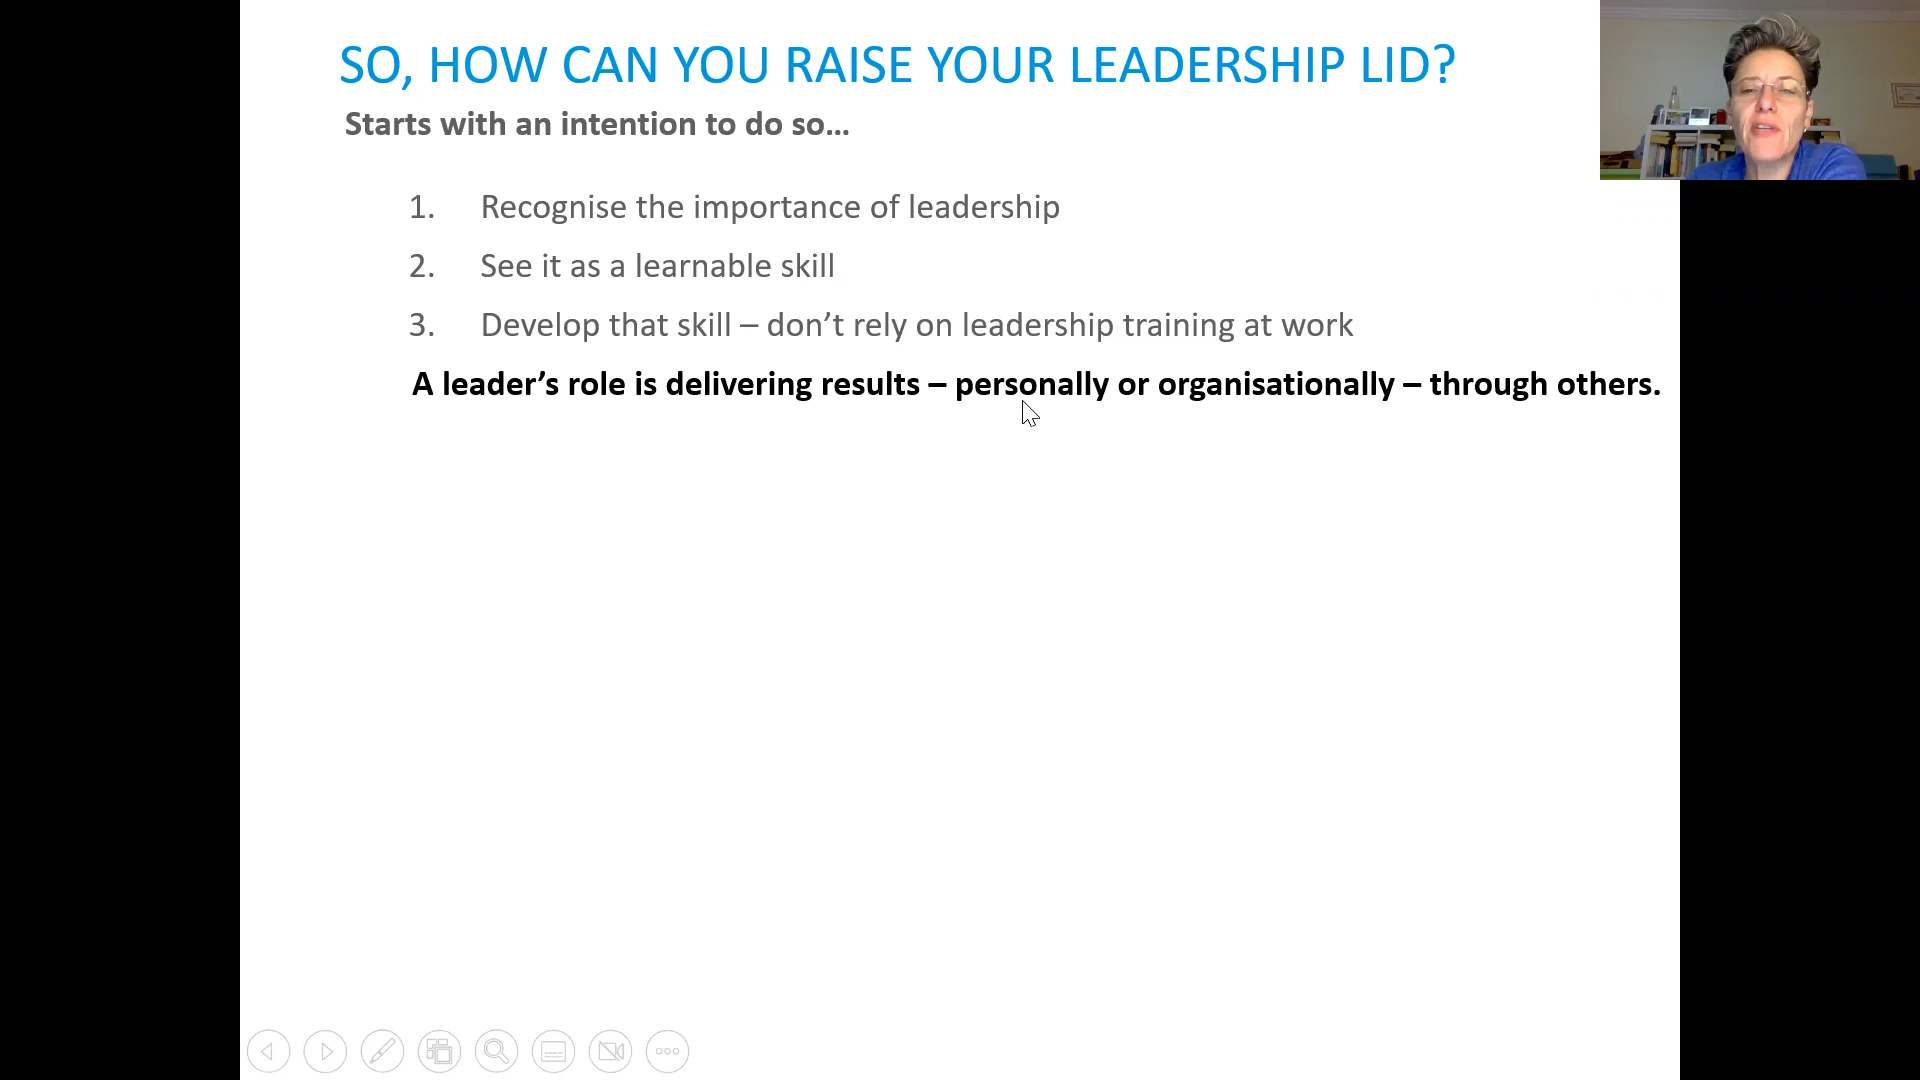 SO, HOW CAN YOU RAISE YOUR LEADERSHIP LID?
Starts with an intention to do so...
1. Recognise the importance of leadership
2. See it as a learnable skill
3. Develop that skill – don’t rely on leadership training at work
A leader’s role is delivering results – personally or organisationally – through others.